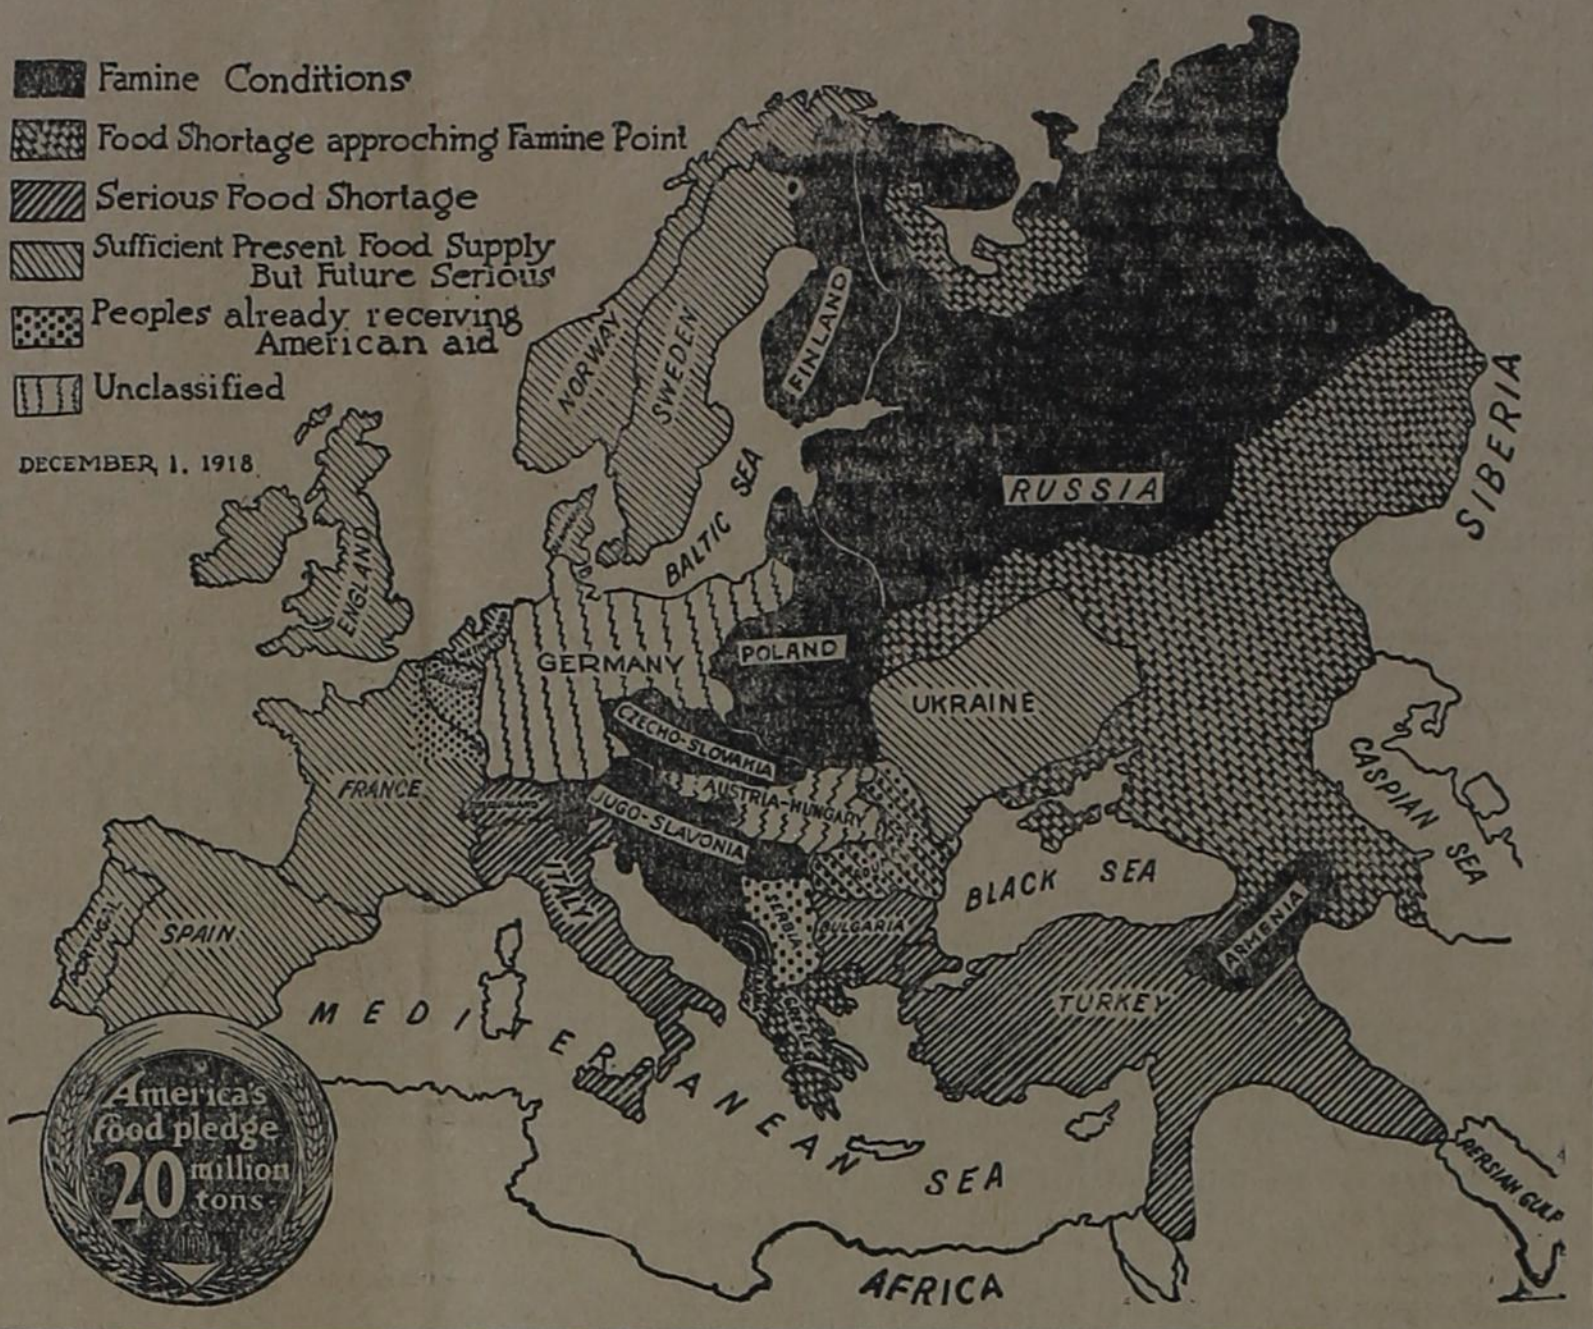 Famine Conditions
Food Shortage approching Famine Point
Serious Food Shortage
Sufficient Present Food Supply
But Future Serious
Peoples already receiving
American aid
Unclassified
DECEMBER 1. 1918
NORWAY
SWEDEN
FINLAND
RUSSIA
SIBERIA
BALTIC SEA
ENGLAND
GERMANY
POLAND
UKRAINE
CZECHO-SLOVAKIA
AUSTRIA-HUNGARY
JUGO-SLAVONIA
FRANCE
ITALY
SERBIA
BULGARIA
GREECE
BLACK SEA
CASPIAN SEA
ARMENIA
TURKEY
PORTUGAL
SPAIN
MEDITERRANEAN SEA
PERSIAN GULF
AFRICA
America's
food pledge
20 million
tons